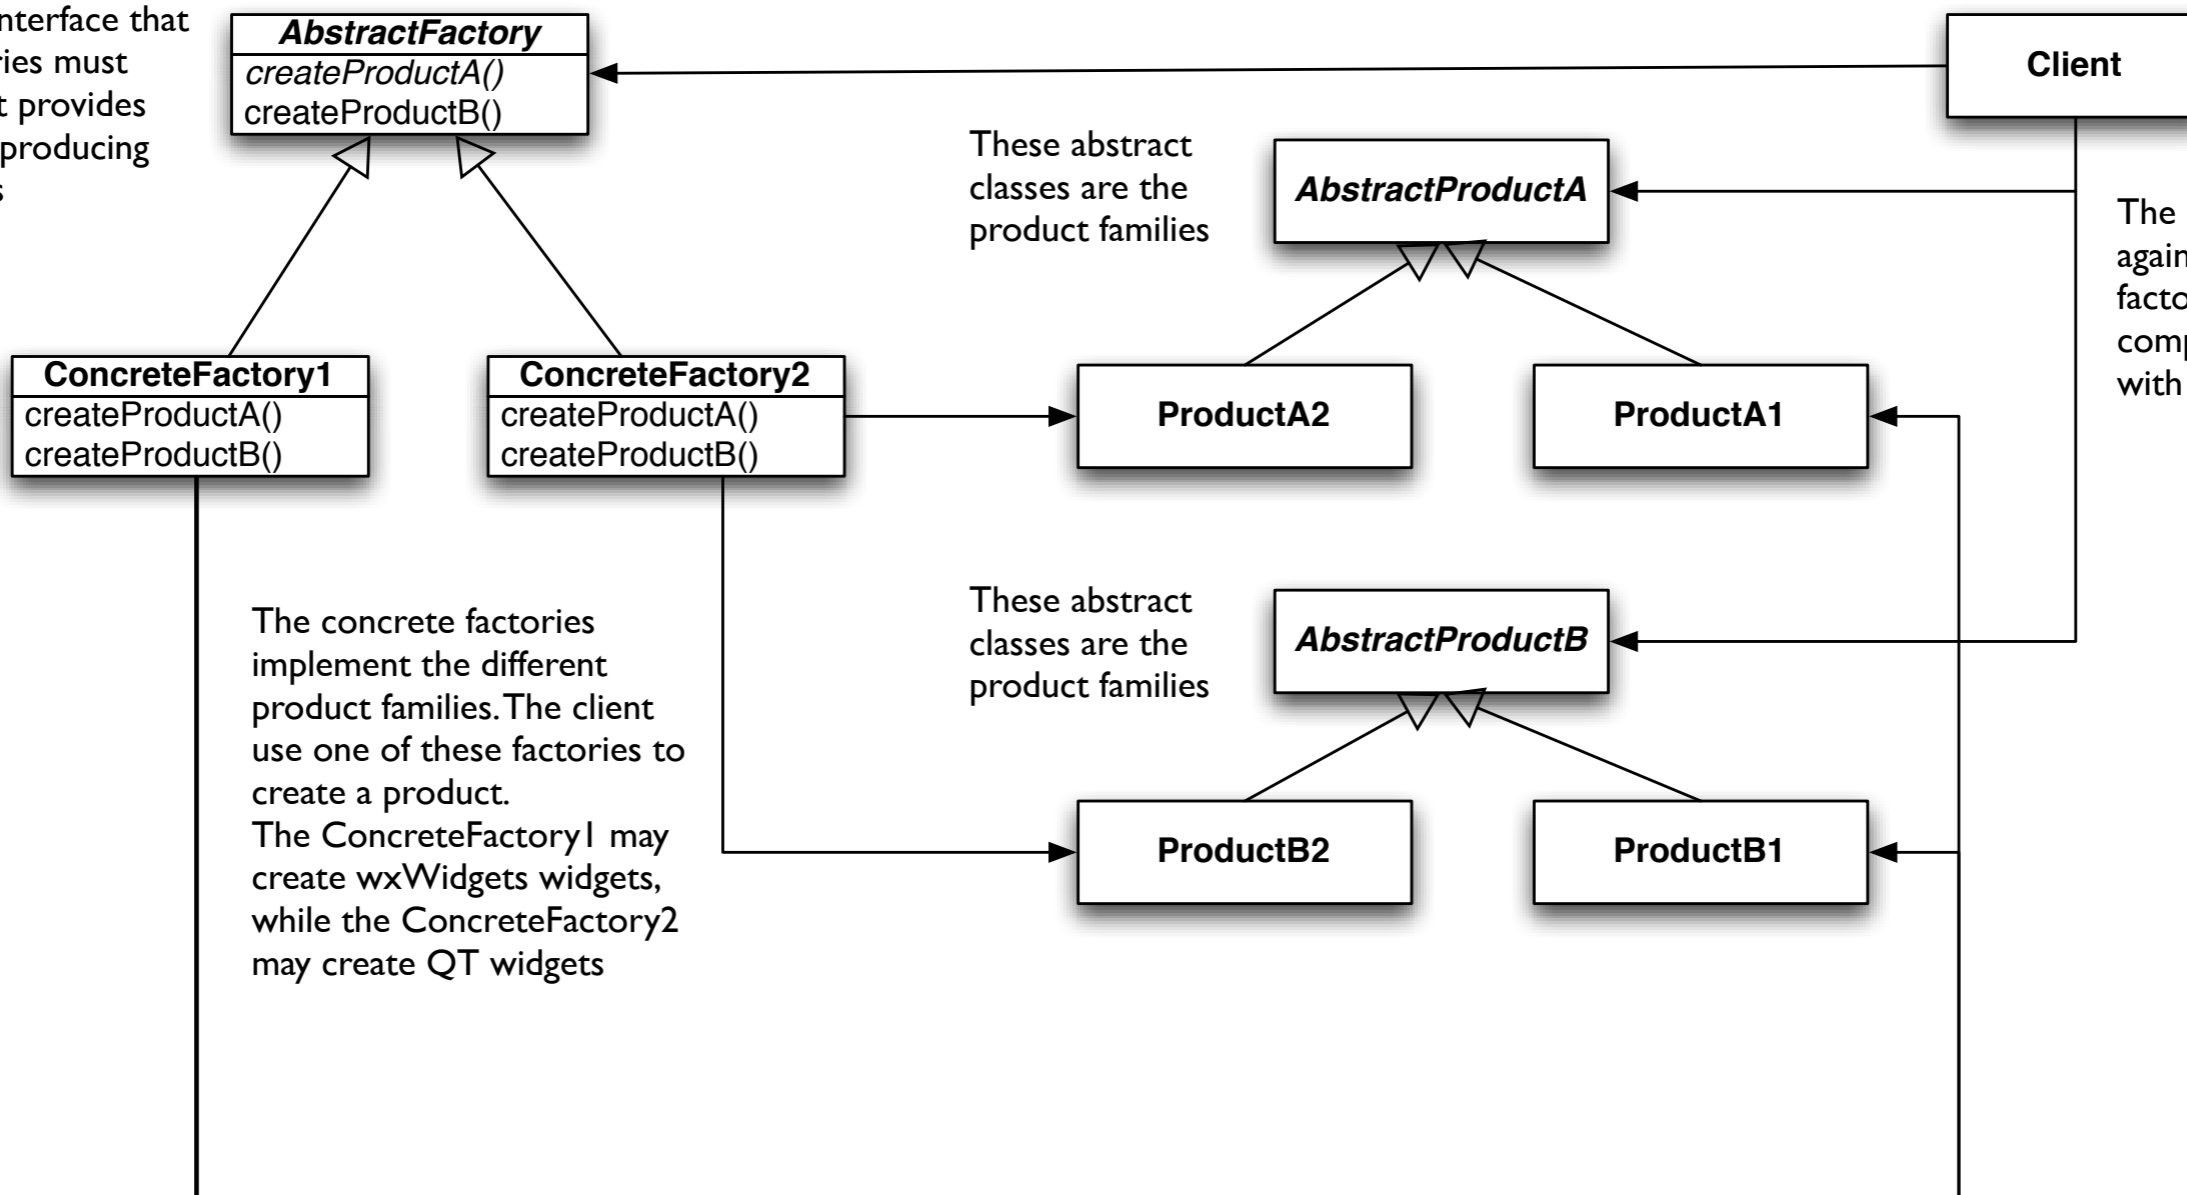 nterface that
ries must
t provides
producing
s
AbstractFactory
createProductA()
createProductB()
Client
These abstract
classes are the
product families
AbstractProductA
The
again
facto
comp
with
ConcreteFactory1
createProductA()
createProductB()
ConcreteFactory2
createProductA()
createProductB()
ProductA2
ProductA1
The concrete factories
implement the different
product families. The client
use one of these factories to
create a product.
The ConcreteFactory1 may
create wxWidgets widgets,
while the ConcreteFactory2
may create QT widgets
These abstract
classes are the
product families
AbstractProductB
ProductB2
ProductB1